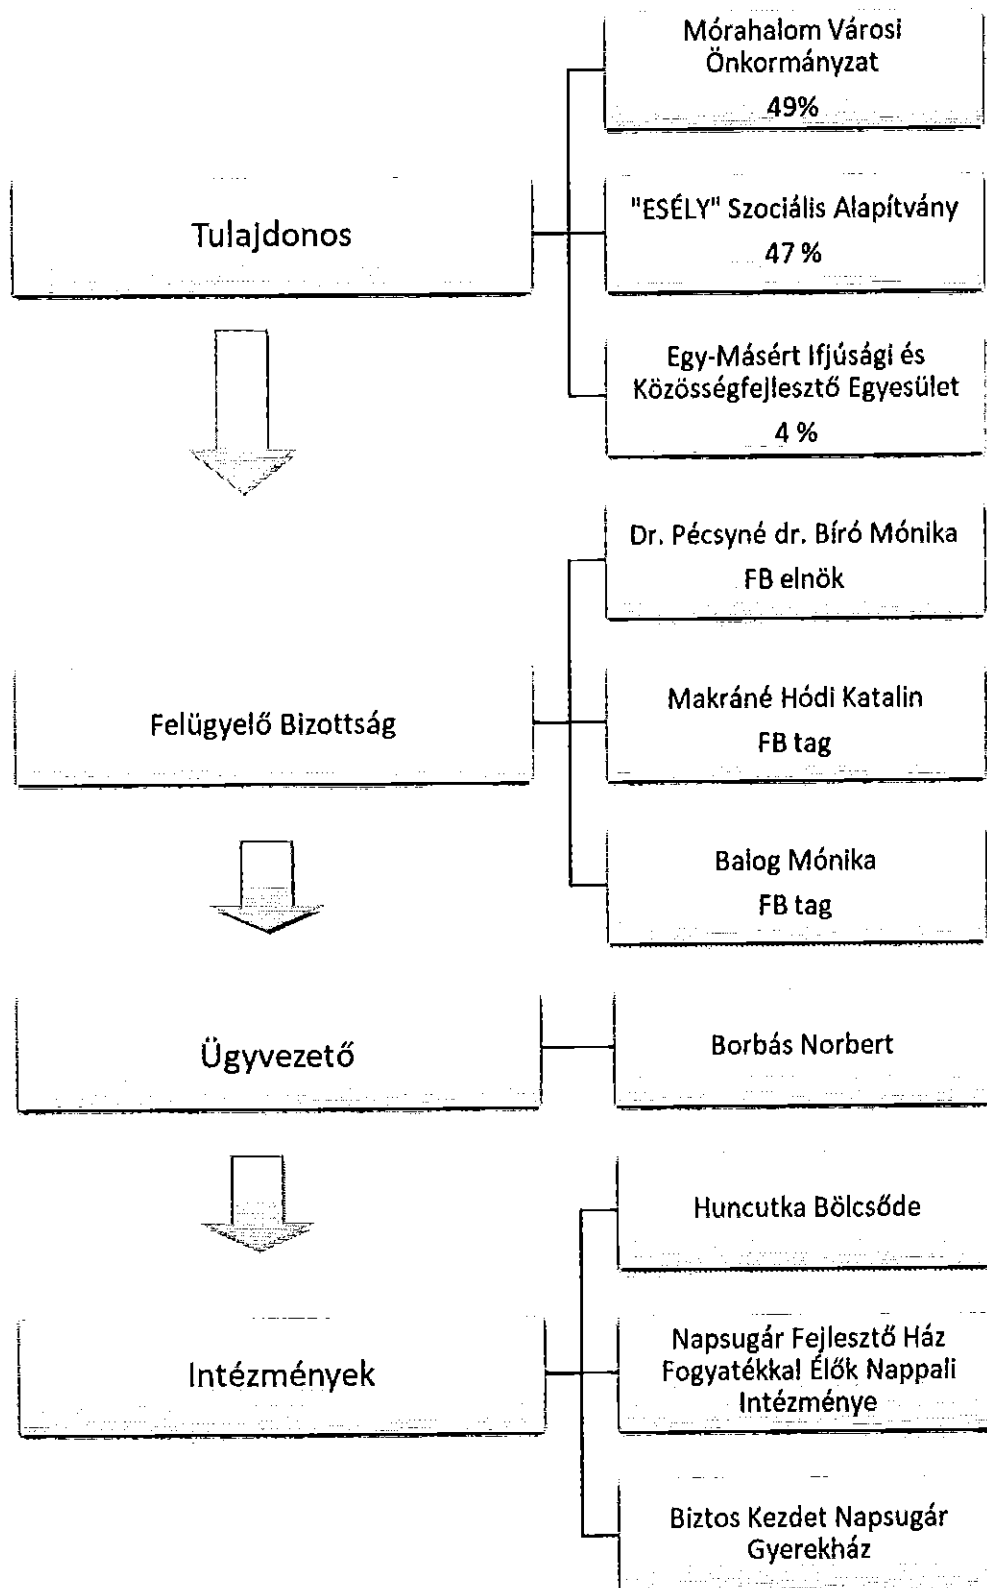 Tulajdonos
Mórahalom Városi
Önkormányzat
49%
"ESÉLY" Szociális Alapítvány
47 %
Egy-Másért Ifjúsági és
Közösségfejlesztő Egyesület
4 %
Felügyelő Bizottság
Dr. Pécsyné dr. Bíró Mónika
FB elnök
Makráné Hódi Katalin
FB tag
Balog Mónika
FB tag
Ügyvezető
Borbás Norbert
Intézmények
Huncutka Bölcsőde
Napsugár Fejlesztő Ház
Fogyatékkal Élők Nappali
Intézménye
Biztos Kezdet Napsugár
Gyerekház